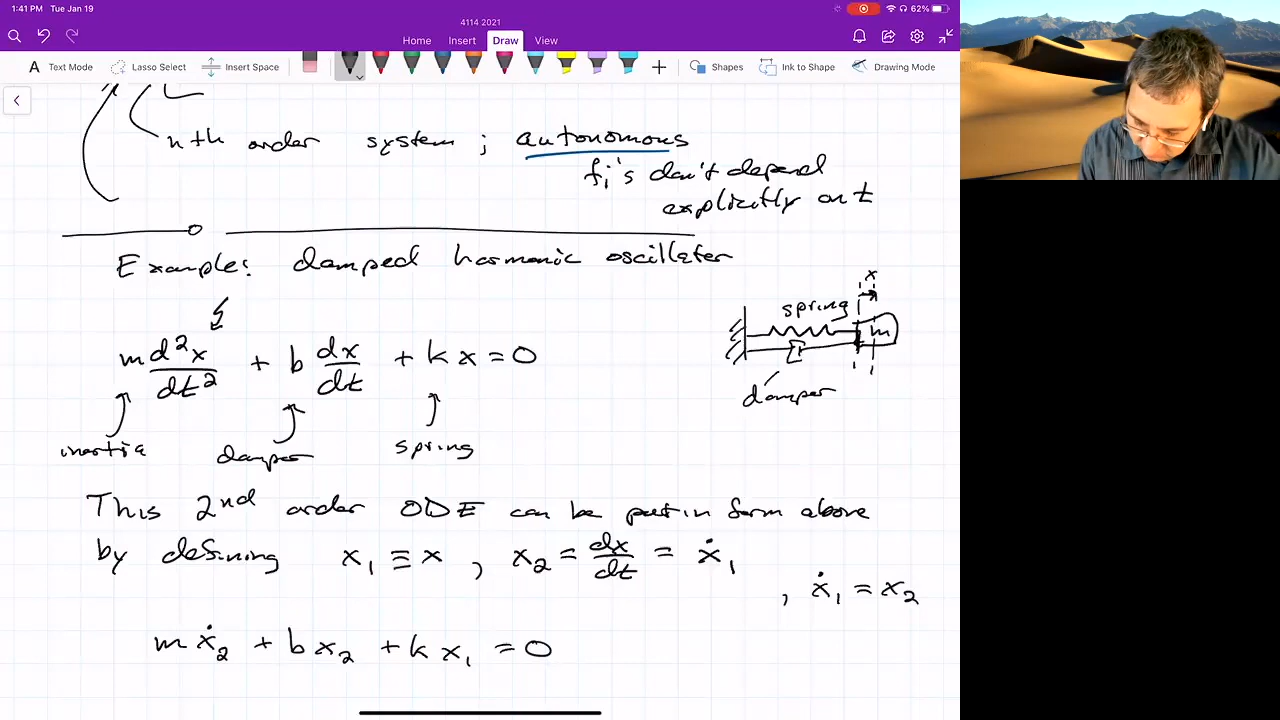 1:41 PM Tue Jan 19
62%
4114 2021
Home Insert Draw View
Text Mode Lasso Select Insert Space Shapes Ink to Shape Drawing Mode
nth order system ; autonomous
fi's don't depend
explicitly on t
Example: damped harmonic oscillator
x
spring
m
damper
m d²x/dt² + b dx/dt + k x = 0
inertia damper spring
This 2nd order ODE can be put in form above
by defining x₁ ≡ x , x₂ = dx/dt = ẋ₁
, ẋ₁ = x₂
m ẋ₂ + b x₂ + k x₁ = 0